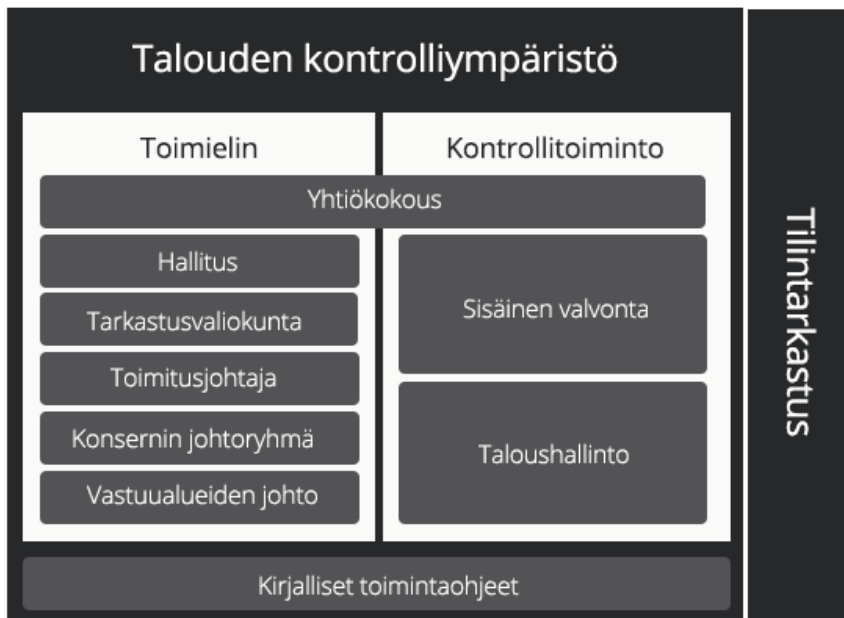 Talouden kontrolliympäristö
Toimielin
Kontrollitoiminto
Yhtiökokous
Hallitus
Tarkastusvaliokunta
Toimitusjohtaja
Konsernin johtoryhmä
Vastuualueiden johto
Sisäinen valvonta
Taloushallinto
Kirjalliset toimintaohjeet
Tilintarkastus